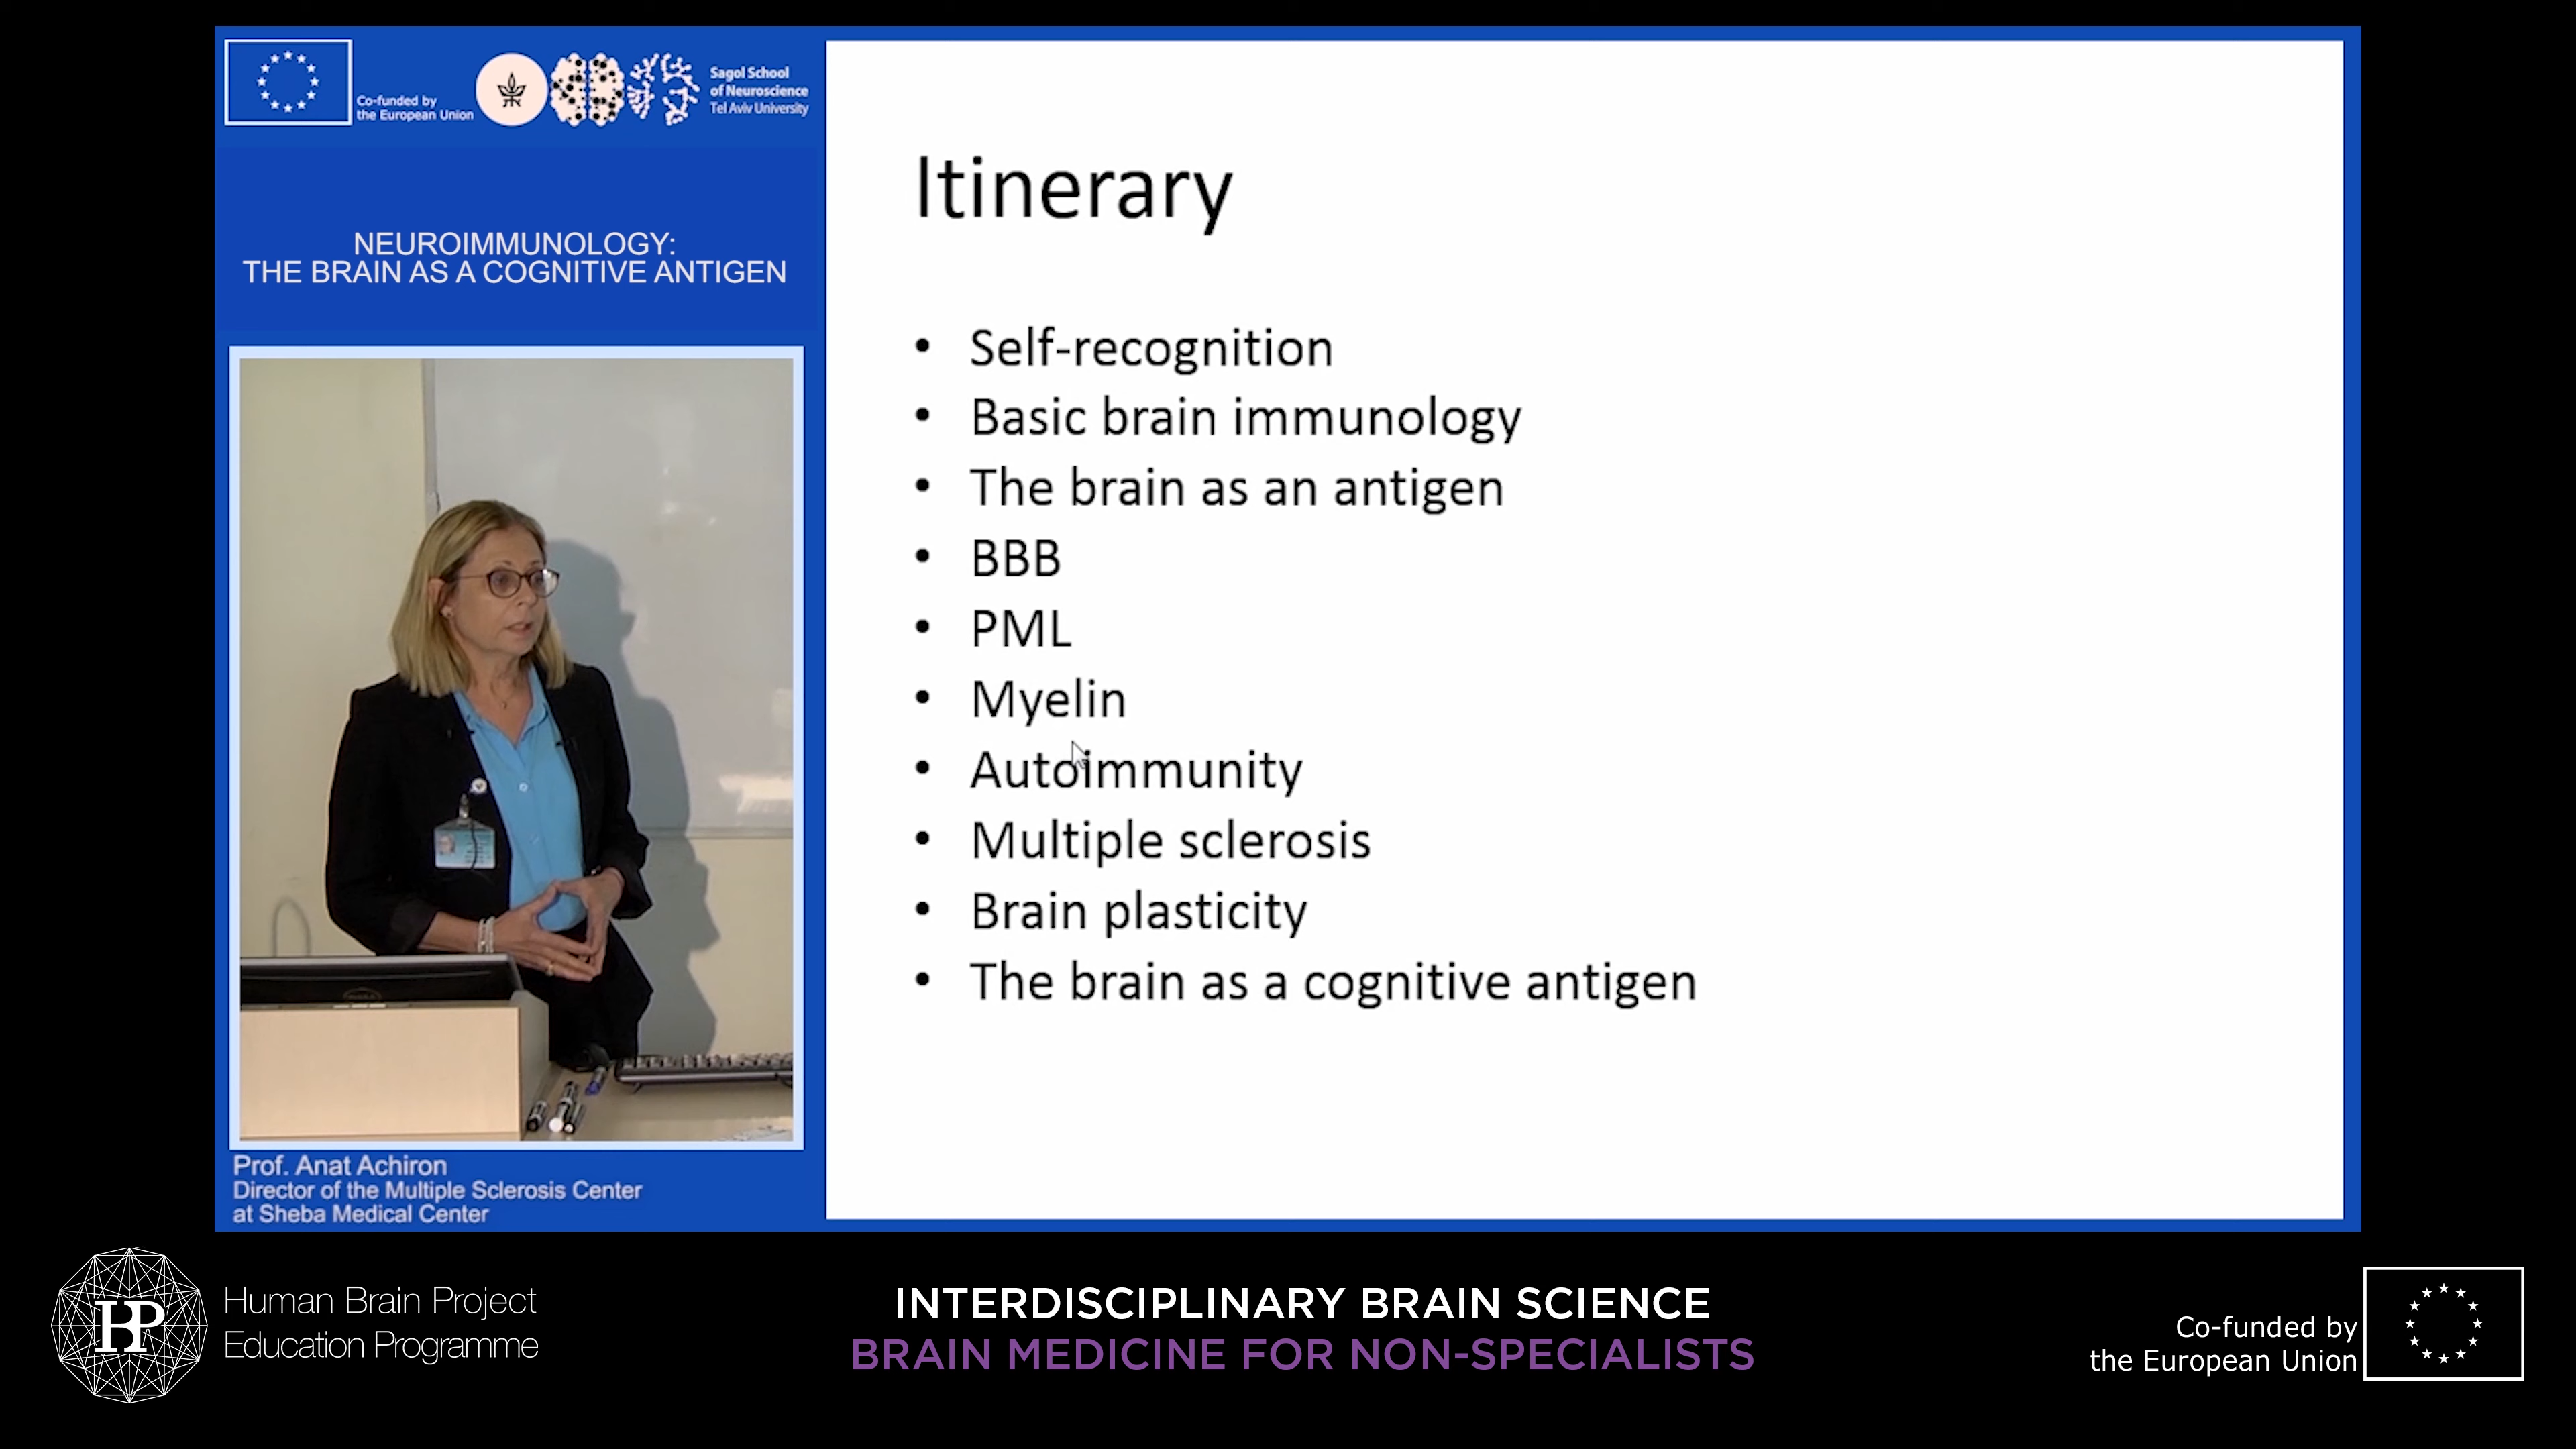 Co-funded by
the European Union
Sagol School
of Neuroscience
Tel Aviv University
NEUROIMMUNOLOGY:
THE BRAIN AS A COGNITIVE ANTIGEN
Prof. Anat Achiron
Director of the Multiple Sclerosis Center
at Sheba Medical Center
Itinerary
• Self-recognition
• Basic brain immunology
• The brain as an antigen
• BBB
• PML
• Myelin
• Autoimmunity
• Multiple sclerosis
• Brain plasticity
• The brain as a cognitive antigen
HBP
Human Brain Project
Education Programme
INTERDISCIPLINARY BRAIN SCIENCE
BRAIN MEDICINE FOR NON-SPECIALISTS
Co-funded by
the European Union